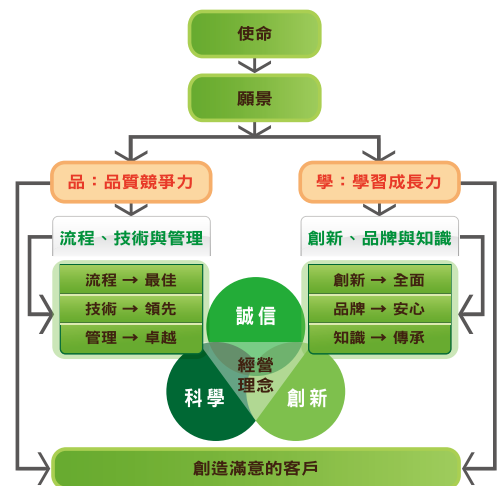 使命
願景
品：品質競爭力
學：學習成長力
流程、技術與管理
創新、品牌與知識
流程 → 最佳
技術 → 領先
管理 → 卓越
創新 → 全面
品牌 → 安心
知識 → 傳承
誠信
經營
理念
科學
創新
創造滿意的客戶